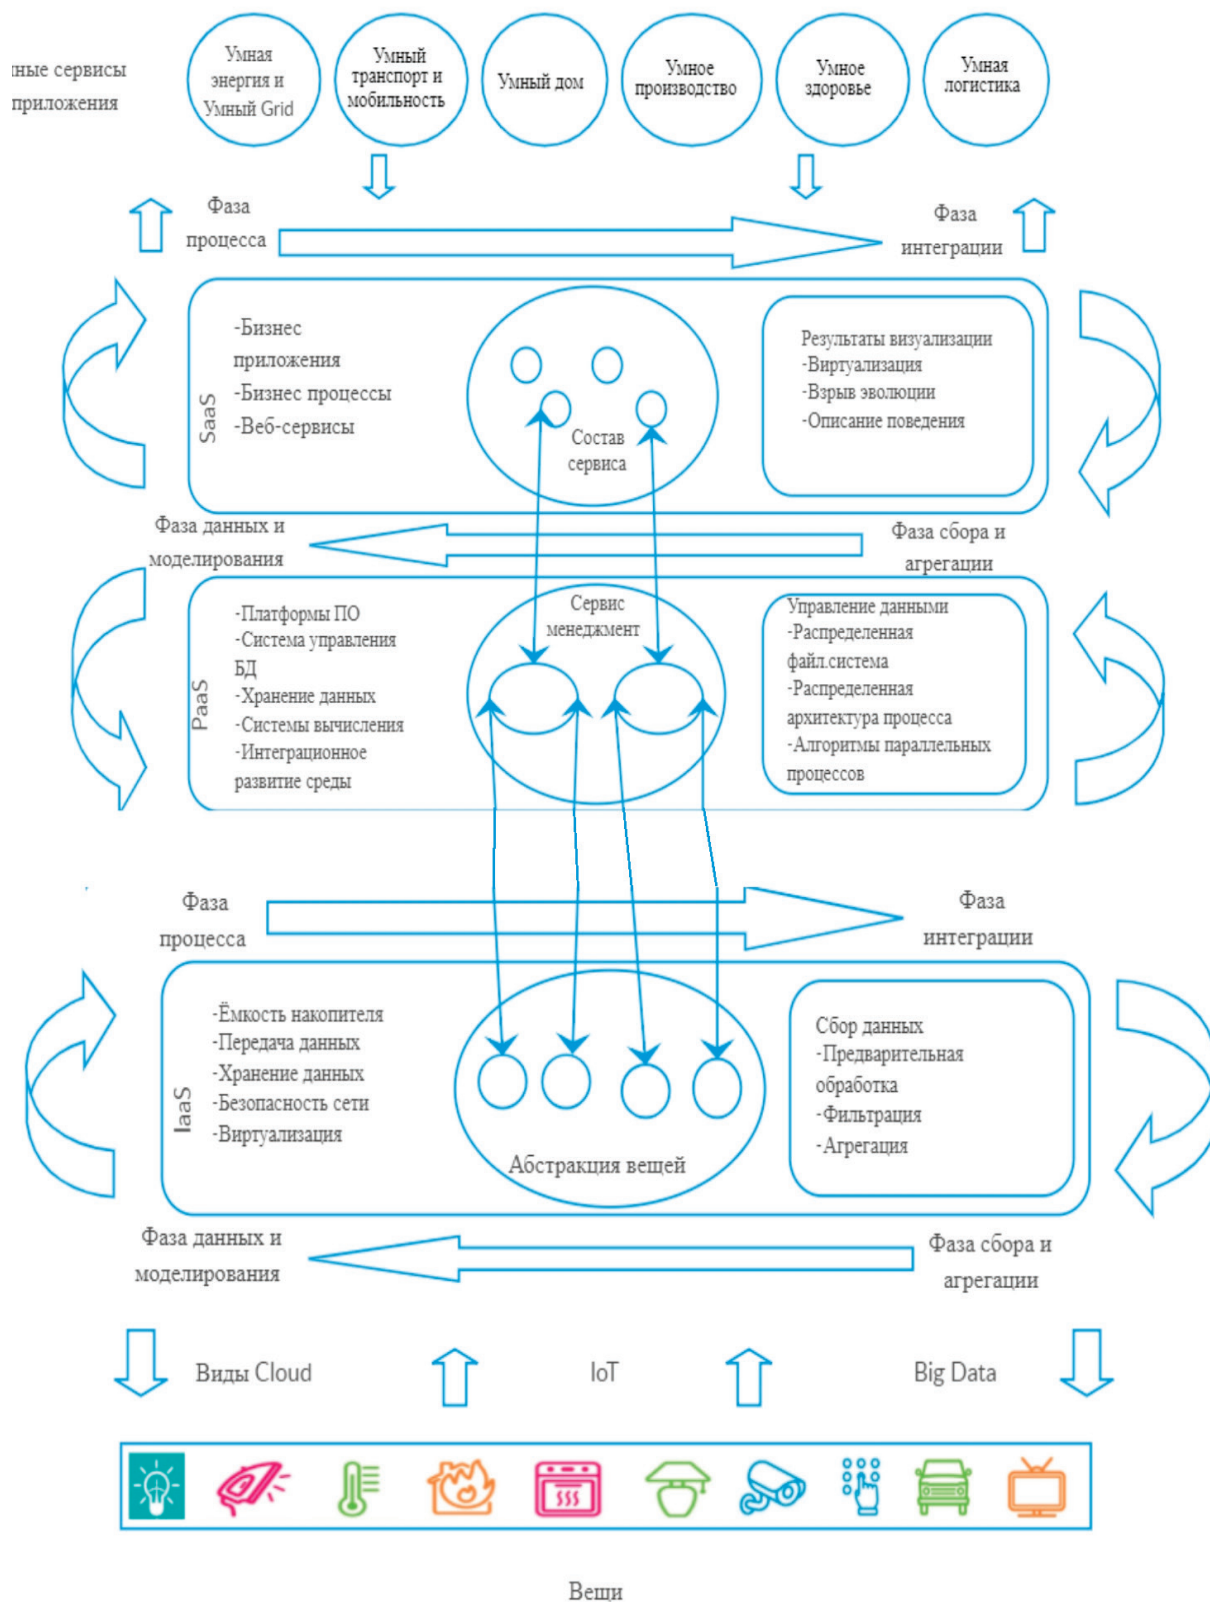 Умная
энергия и
Умный Grid
Умный
транспорт и
мобильность
Умный дом
Умное
производство
Умное
здоровье
Умная
логистика
ные сервисы
приложения
Фаза
процесса
Фаза
интеграции
SaaS
-Бизнес
приложения
-Бизнес процессы
-Веб-сервисы
Состав
сервиса
Результаты визуализации
-Виртуализация
-Взрыв эволюции
-Описание поведения
Фаза данных и
моделирования
Фаза сбора и
агрегации
PaaS
-Платформы ПО
-Система управления
БД
-Хранение данных
-Системы вычисления
-Интеграционное
развитие среды
Сервис
менеджмент
Управление данными
-Распределенная
файл.система
-Распределенная
архитектура процесса
-Алгоритмы параллельных
процессов
Фаза
процесса
Фаза
интеграции
IaaS
-Ёмкость накопителя
-Передача данных
-Хранение данных
-Безопасность сети
-Виртуализация
Абстракция вещей
Сбор данных
-Предварительная
обработка
-Фильтрация
-Агрегация
Фаза данных и
моделирования
Фаза сбора и
агрегации
Виды Cloud
IoT
Big Data
Вещи